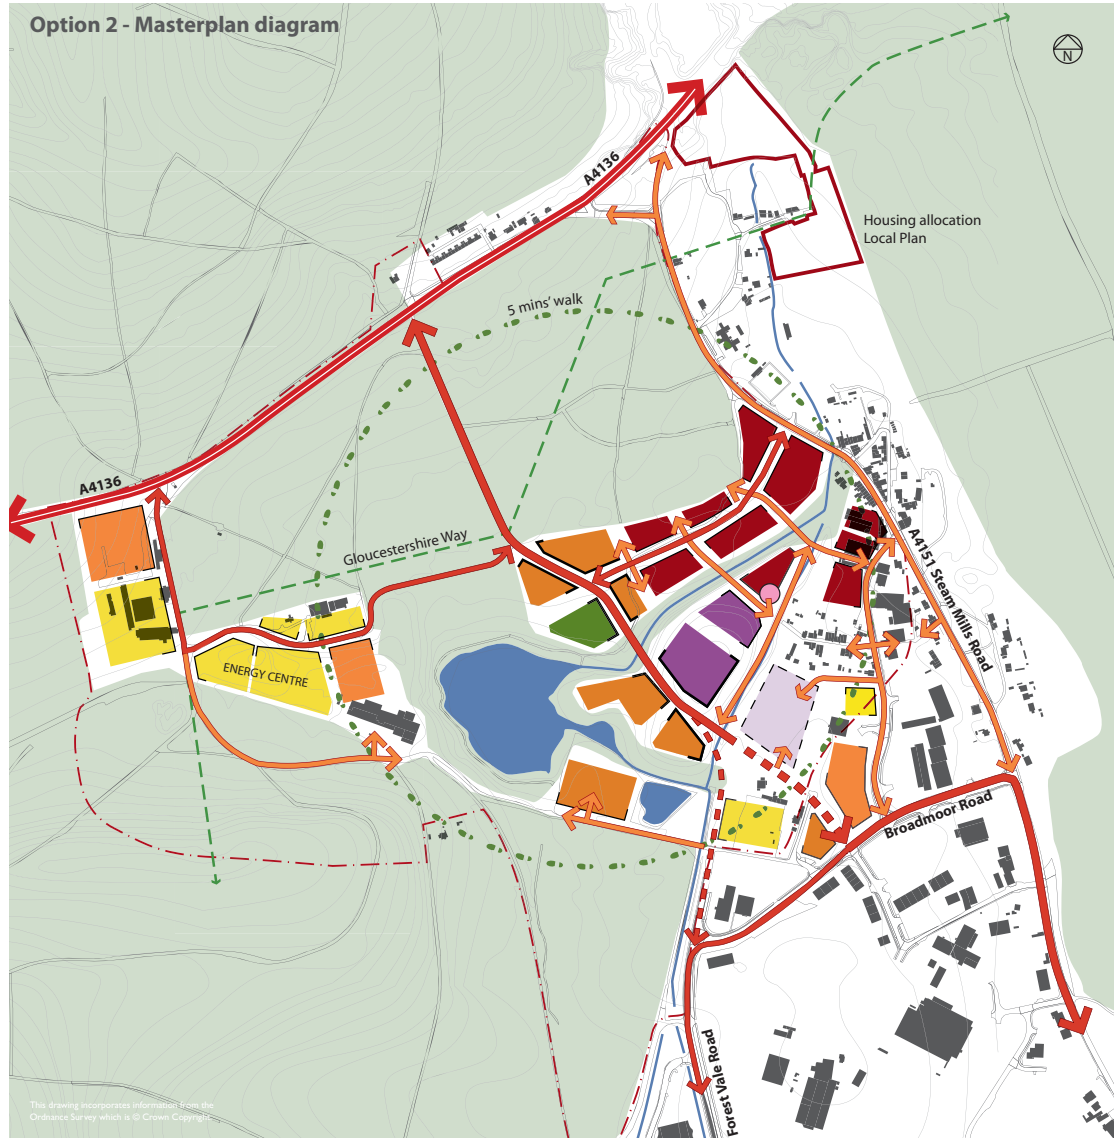 Option 2 - Masterplan diagram
N
A4136
Housing allocation
Local Plan
5 mins' walk
A4136
Gloucestershire Way
A4151 Steam Mills Road
ENERGY CENTRE
Broadmoor Road
Forest Vale Road
This drawing incorporates information from the
Ordnance Survey which is © Crown Copyright.